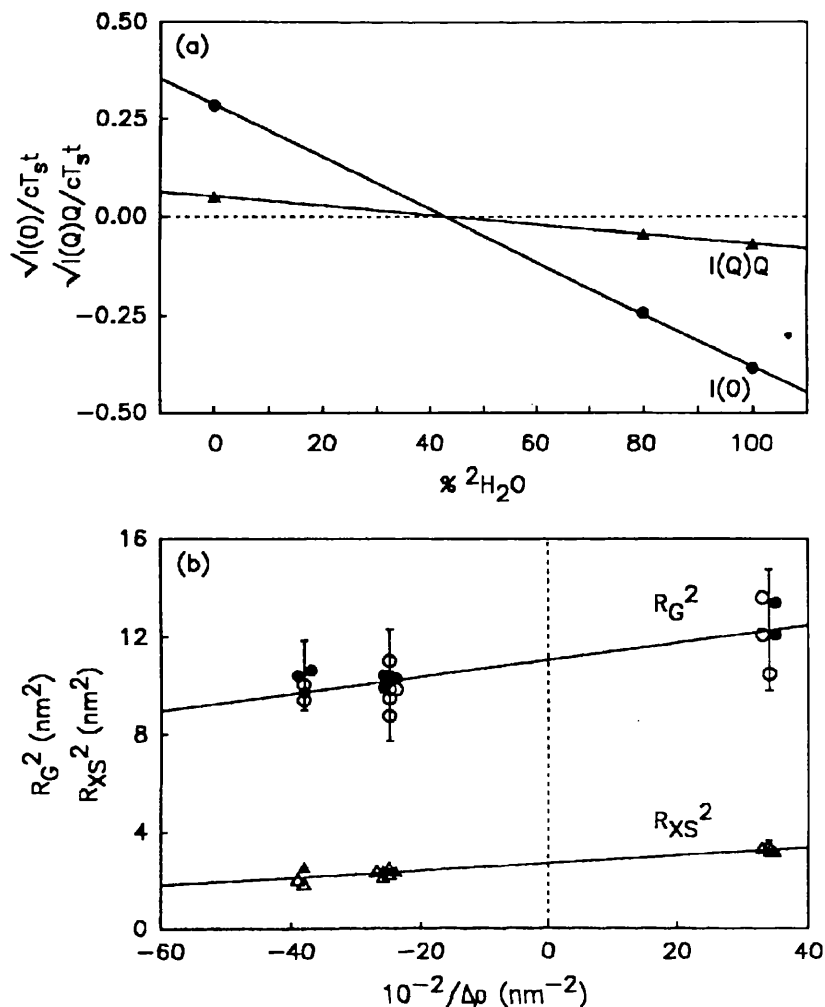 (a)
0.50
0.25
0.00
−0.25
−0.50
√I(0)/cTₛt
√I(Q)Q/cTₛt
I(Q)Q
I(0)
0 20 40 60 80 100
% ²H₂O
(b)
16
12
8
4
0
R_G² (nm²)
R_XS² (nm²)
R_G²
R_XS²
−60 −40 −20 0 20 40
10⁻²/Δρ (nm⁻²)